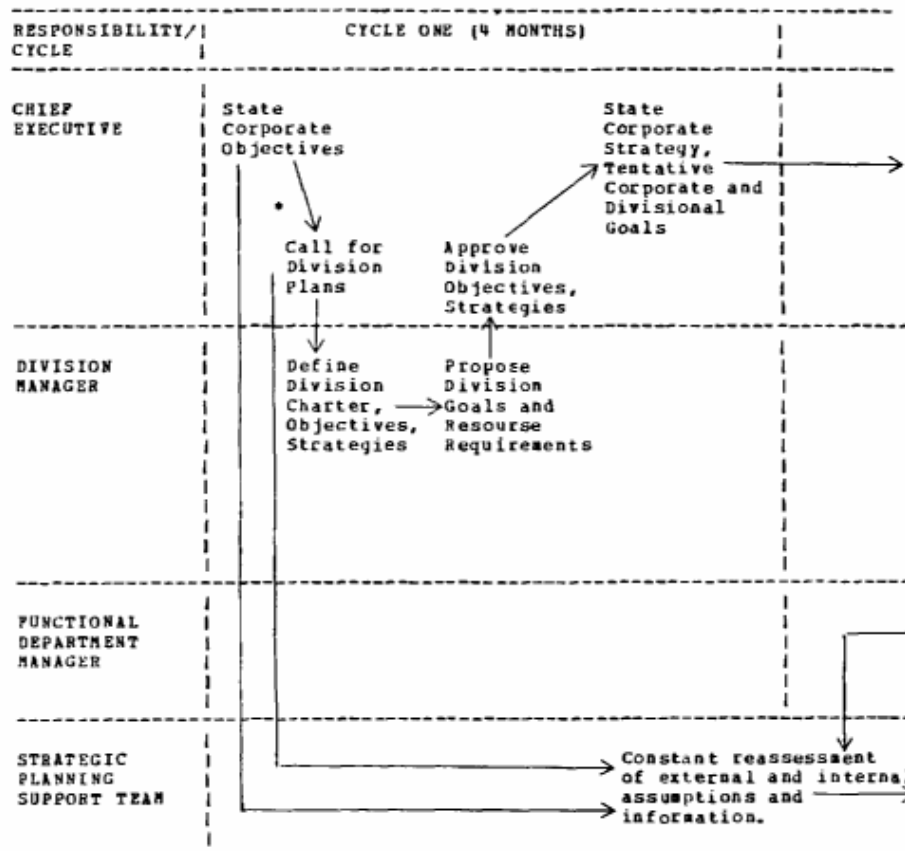 RESPONSIBILITY/
CYCLE
CYCLE ONE (4 MONTHS)
CHIEF
EXECUTIVE
State
Corporate
Objectives
State
Corporate
Strategy,
Tentative
Corporate and
Divisional
Goals
*
Call for
Division
Plans
Approve
Division
Objectives,
Strategies
DIVISION
MANAGER
Define
Division
Charter,
Objectives,
Strategies
Propose
Division
Goals and
Resourse
Requirements
FUNCTIONAL
DEPARTMENT
MANAGER
STRATEGIC
PLANNING
SUPPORT TEAM
Constant reassessment
of external and internal
assumptions and
information.